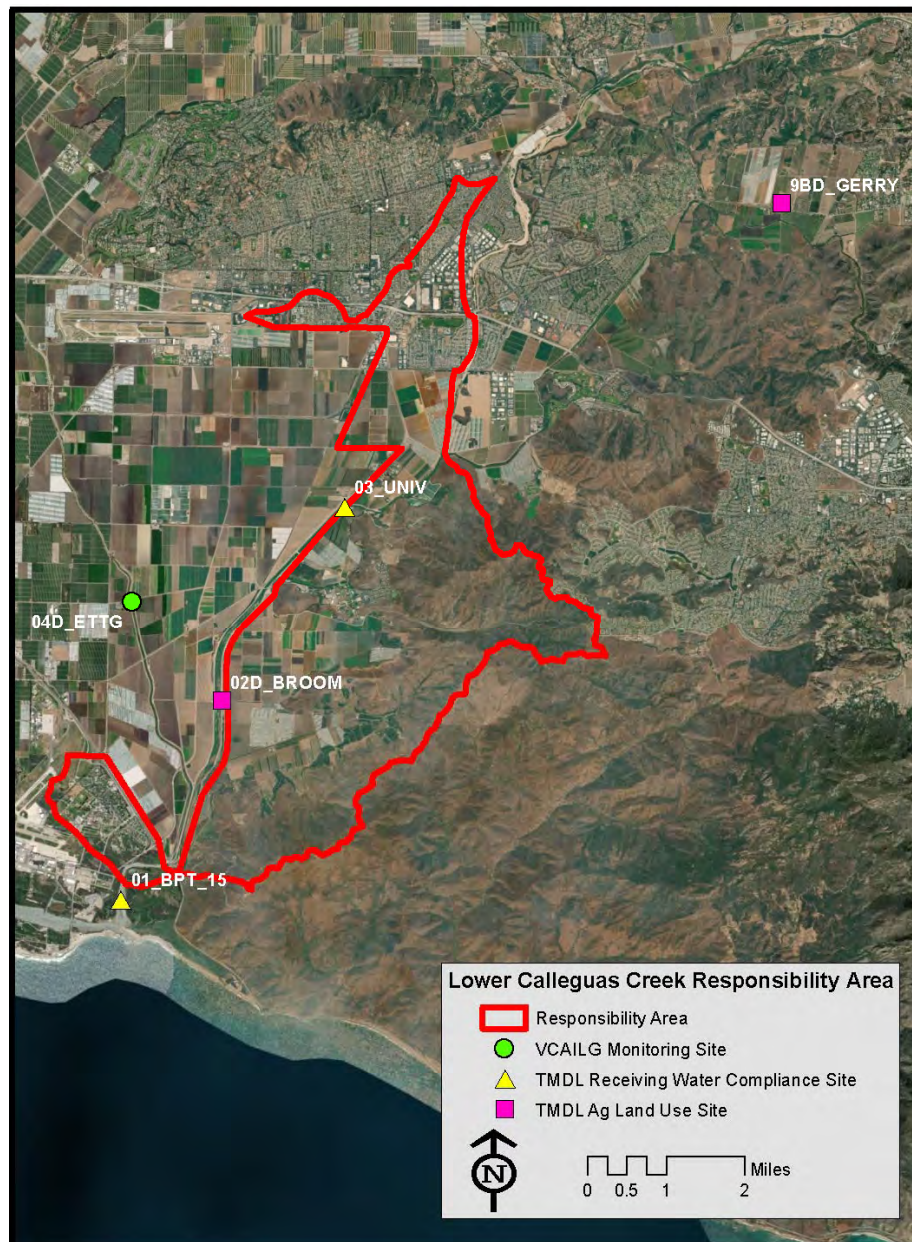 9BD_GERRY
03_UNIV
04D_ETTG
02D_BROOM
01_BPT_15
Lower Calleguas Creek Responsibility Area
Responsibility Area
VCAILG Monitoring Site
TMDL Receiving Water Compliance Site
TMDL Ag Land Use Site
N
Miles
0 0.5 1 2